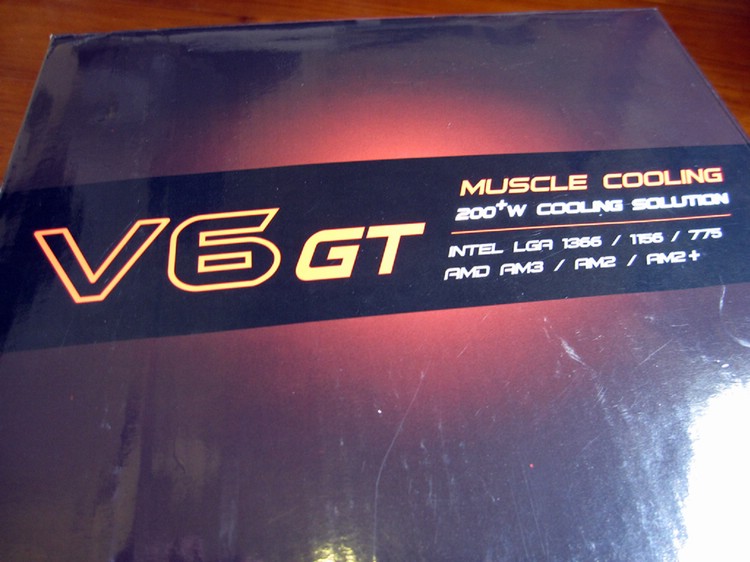 V6 GT
MUSCLE COOLING
200+W COOLING SOLUTION
INTEL LGA 1366 / 1156 / 775
AMD AM3 / AM2 / AM2+